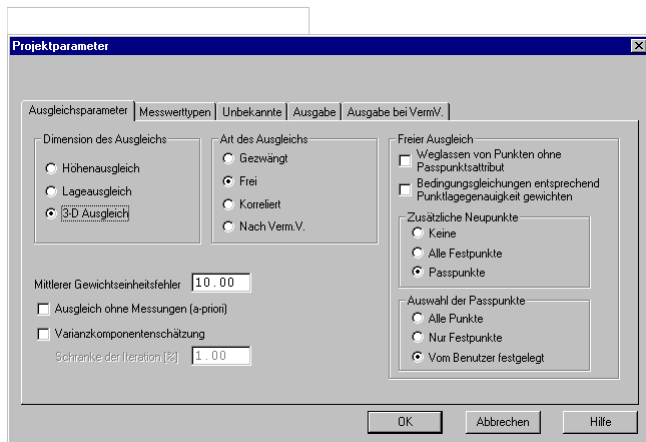 Projektparameter
Ausgleichsparameter Messwerttypen Unbekannte Ausgabe Ausgabe bei VermV.
Dimension des Ausgleichs
Höhenausgleich
Lageausgleich
3-D Ausgleich
Art des Ausgleichs
Gezwängt
Frei
Korreliert
Nach Verm.V.
Freier Ausgleich
Weglassen von Punkten ohne
Passpunktsattribut
Bedingungsgleichungen entsprechend
Punktlagegenauigkeit gewichten
Zusätzliche Neupunkte
Keine
Alle Festpunkte
Passpunkte
Auswahl der Passpunkte
Alle Punkte
Nur Festpunkte
Vom Benutzer festgelegt
Mittlerer Gewichtseinheitsfehler 10.00
Ausgleich ohne Messungen (a-priori)
Varianzkomponentenschätzung
Schranke der Iteration [%] 1.00
OK Abbrechen Hilfe